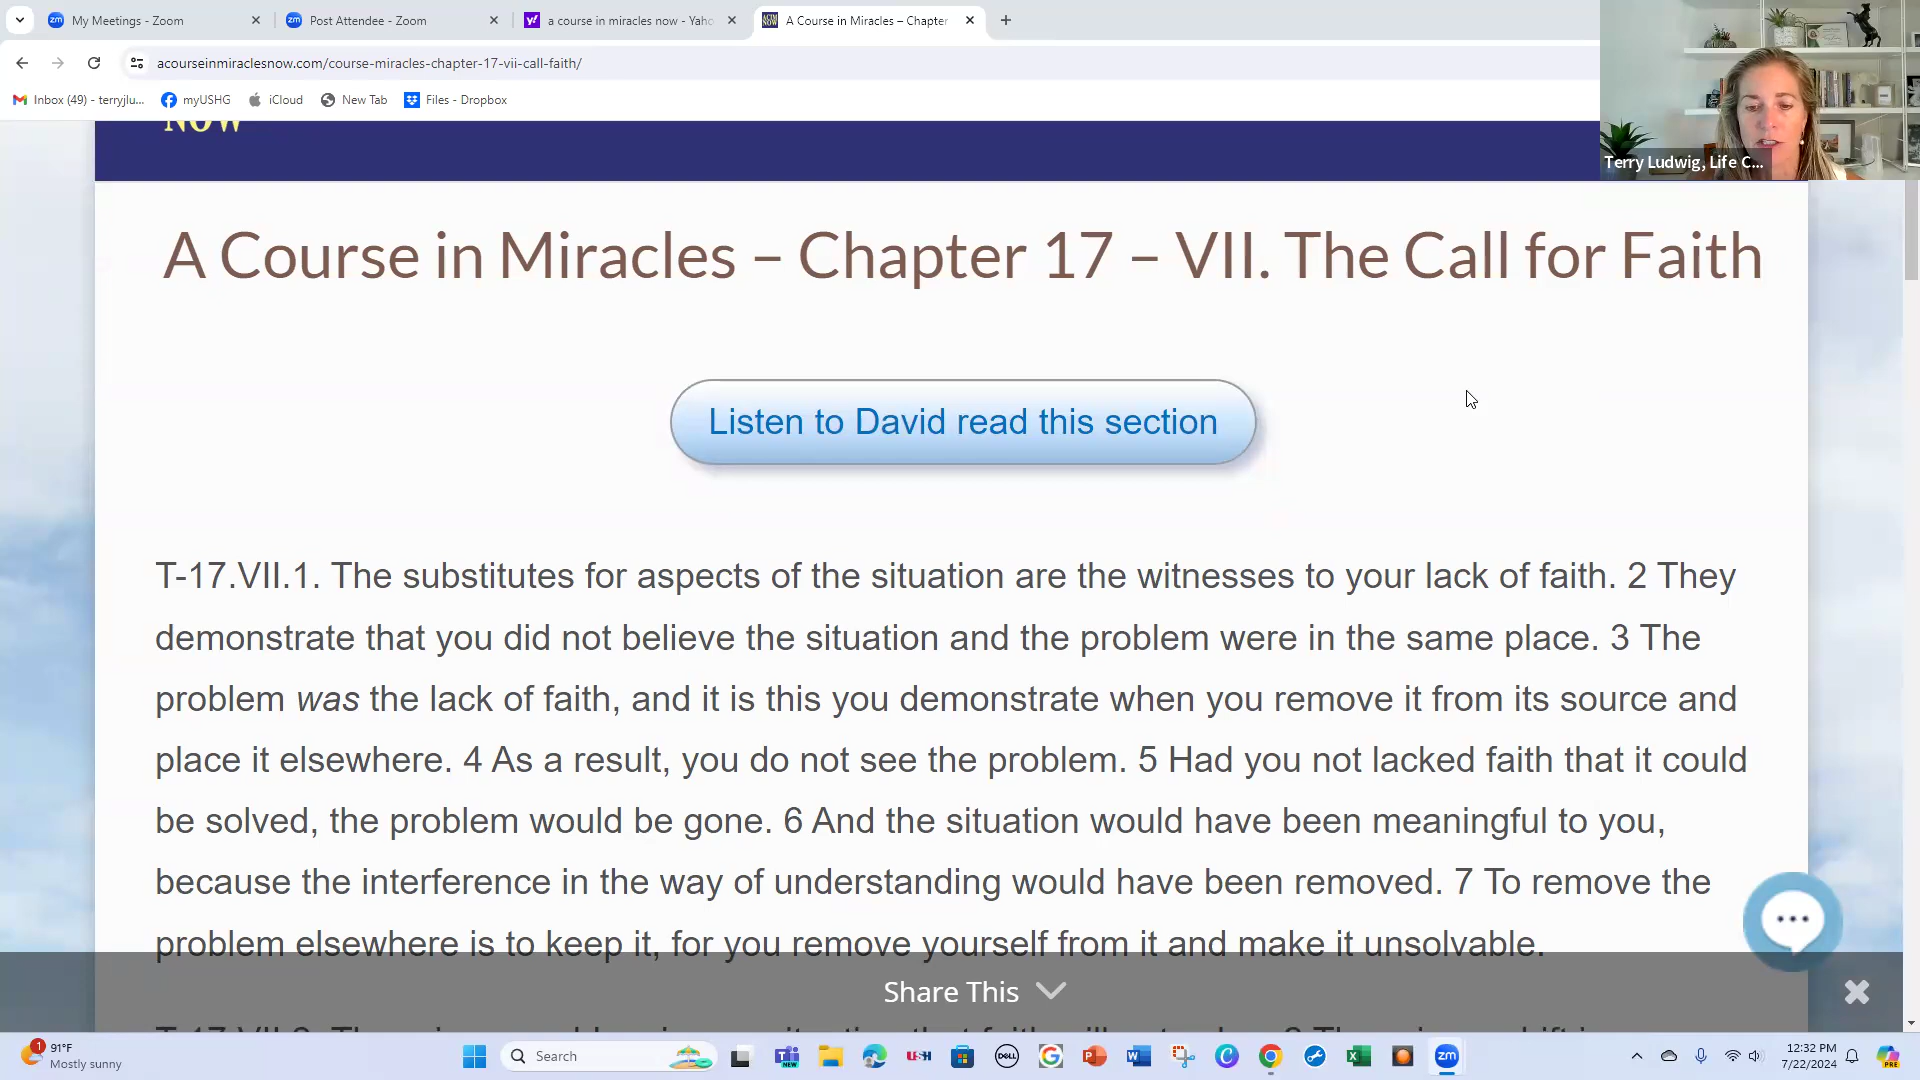 My Meetings - Zoom
Post Attendee - Zoom
a course in miracles now - Yaho
A Course in Miracles – Chapter
acourseinmiraclesnow.com/course-miracles-chapter-17-vii-call-faith/
Inbox (49) - terryjlu...
myUSHG
iCloud
New Tab
Files - Dropbox
NOW
Terry Ludwig, Life C...
A Course in Miracles – Chapter 17 – VII. The Call for Faith
Listen to David read this section
T-17.VII.1. The substitutes for aspects of the situation are the witnesses to your lack of faith. 2 They
demonstrate that you did not believe the situation and the problem were in the same place. 3 The
problem was the lack of faith, and it is this you demonstrate when you remove it from its source and
place it elsewhere. 4 As a result, you do not see the problem. 5 Had you not lacked faith that it could
be solved, the problem would be gone. 6 And the situation would have been meaningful to you,
because the interference in the way of understanding would have been removed. 7 To remove the
problem elsewhere is to keep it, for you remove yourself from it and make it unsolvable.
Share This
91°F
Mostly sunny
Search
12:32 PM
7/22/2024